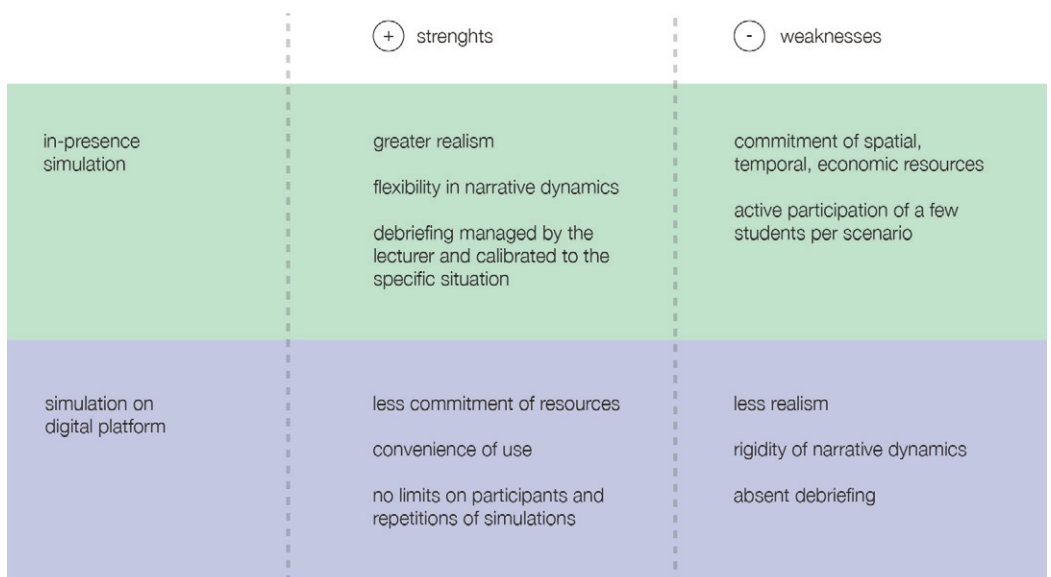 + strenghts
- weaknesses
in-presence
simulation
greater realism
flexibility in narrative dynamics
debriefing managed by the
lecturer and calibrated to the
specific situation
commitment of spatial,
temporal, economic resources
active participation of a few
students per scenario
simulation on
digital platform
less commitment of resources
convenience of use
no limits on participants and
repetitions of simulations
less realism
rigidity of narrative dynamics
absent debriefing